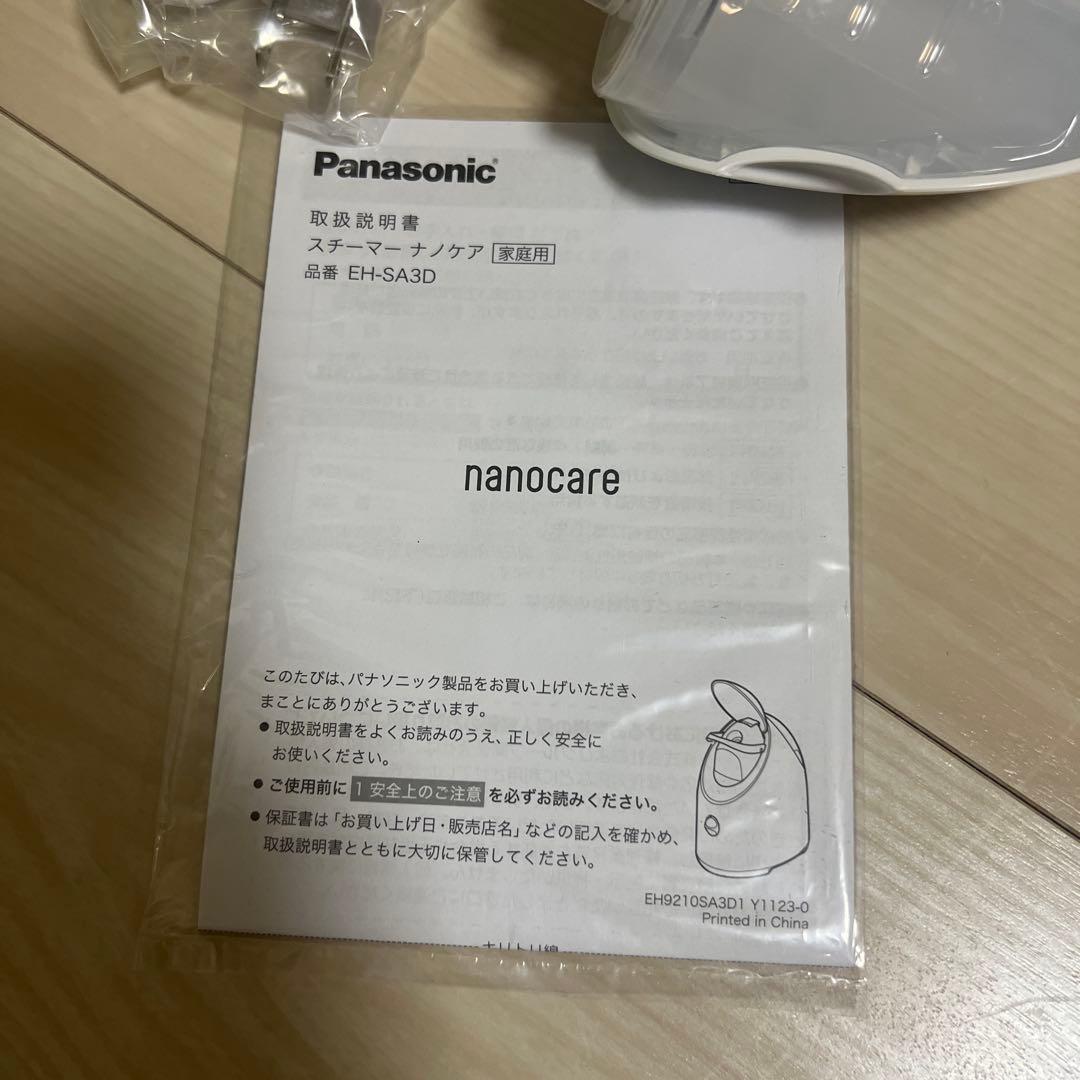 Panasonic®
取扱説明書
スチーマー ナノケア 家庭用
品番 EH-SA3D
nanocare
このたびは、パナソニック製品をお買い上げいただき、
まことにありがとうございます。
● 取扱説明書をよくお読みのうえ、正しく安全に
お使いください。
● ご使用前に 1 安全上のご注意 を必ずお読みください。
● 保証書は「お買い上げ日・販売店名」などの記入を確かめ、
取扱説明書とともに大切に保管してください。
EH9210SA3D1 Y1123-0
Printed in China
キリトリ線